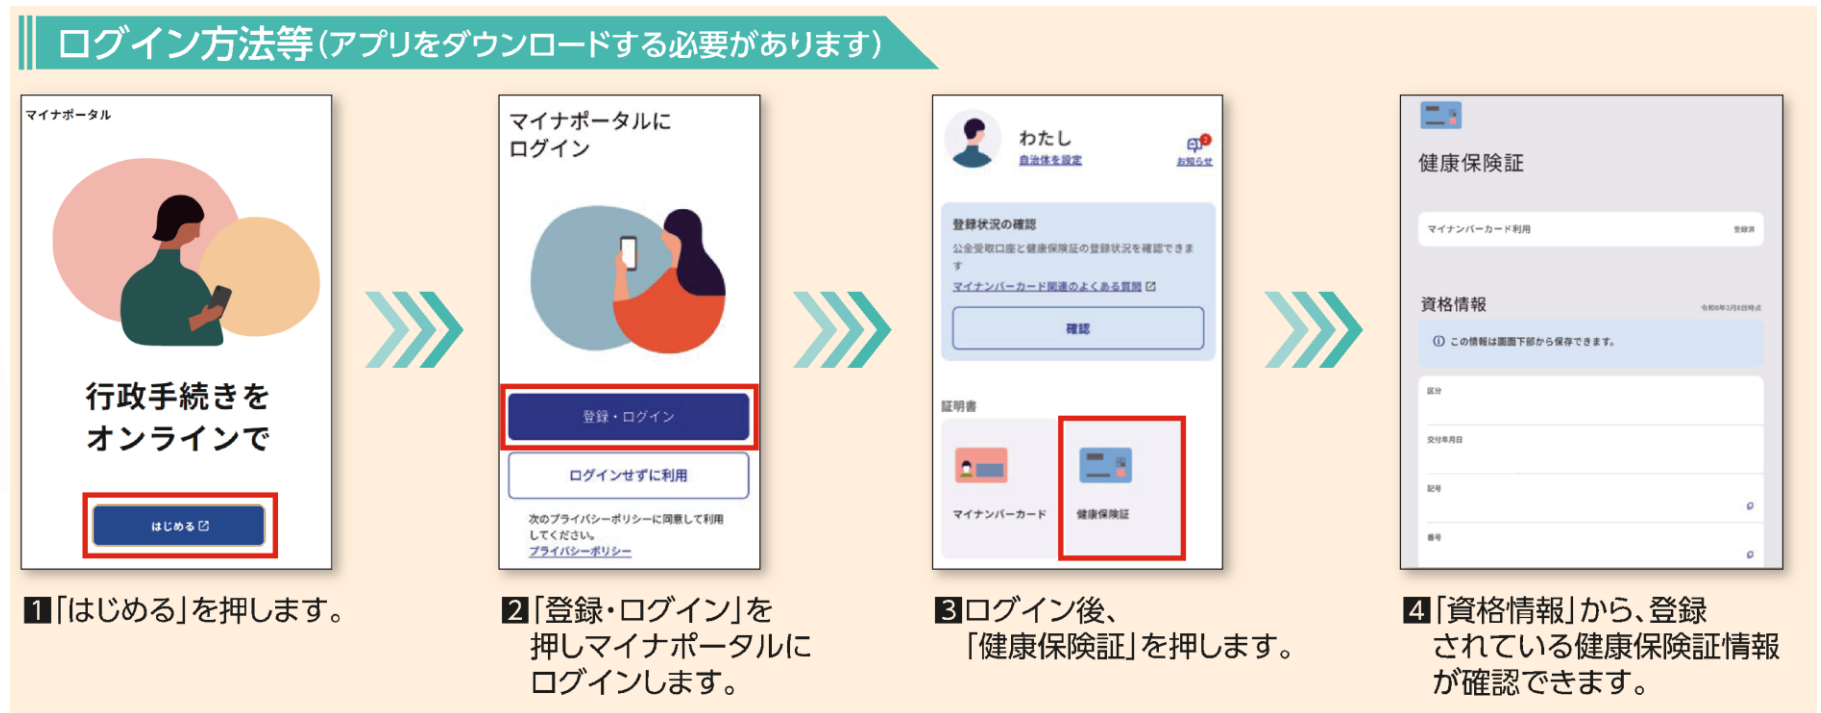 ログイン方法等(アプリをダウンロードする必要があります)
マイナポータル
行政手続きを
オンラインで
はじめる
1「はじめる」を押します。
マイナポータルに
ログイン
登録・ログイン
ログインせずに利用
次のプライバシーポリシーに同意して利用
してください。
プライバシーポリシー
2「登録・ログイン」を
押しマイナポータルに
ログインします。
わたし
自治体を設定
2
お知らせ
登録状況の確認
公金受取口座と健康保険証の登録状況を確認できま
す
マイナンバーカード関連のよくある質問
確認
証明書
マイナンバーカード
健康保険証
3ログイン後、
「健康保険証」を押します。
健康保険証
マイナンバーカード利用
登録済
資格情報
この情報は画面下部から保存できます。
区分
交付年月日
記号
番号
4「資格情報」から、登録
されている健康保険証情報
が確認できます。